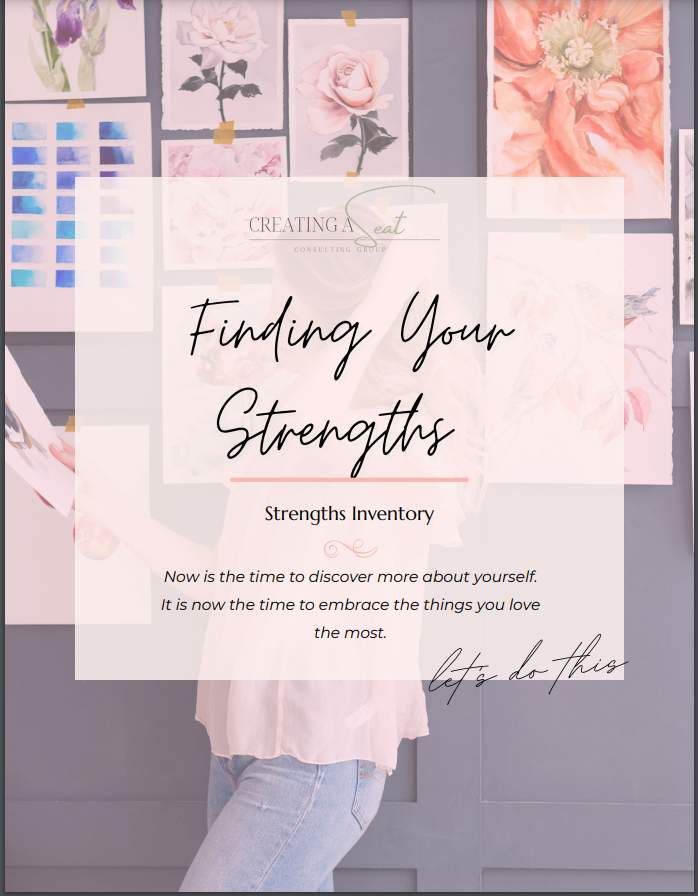 CREATING A Seat
CONSULTING GROUP
Finding Your
Strengths
Strengths Inventory
Now is the time to discover more about yourself.
It is now the time to embrace the things you love
the most.
let's do this